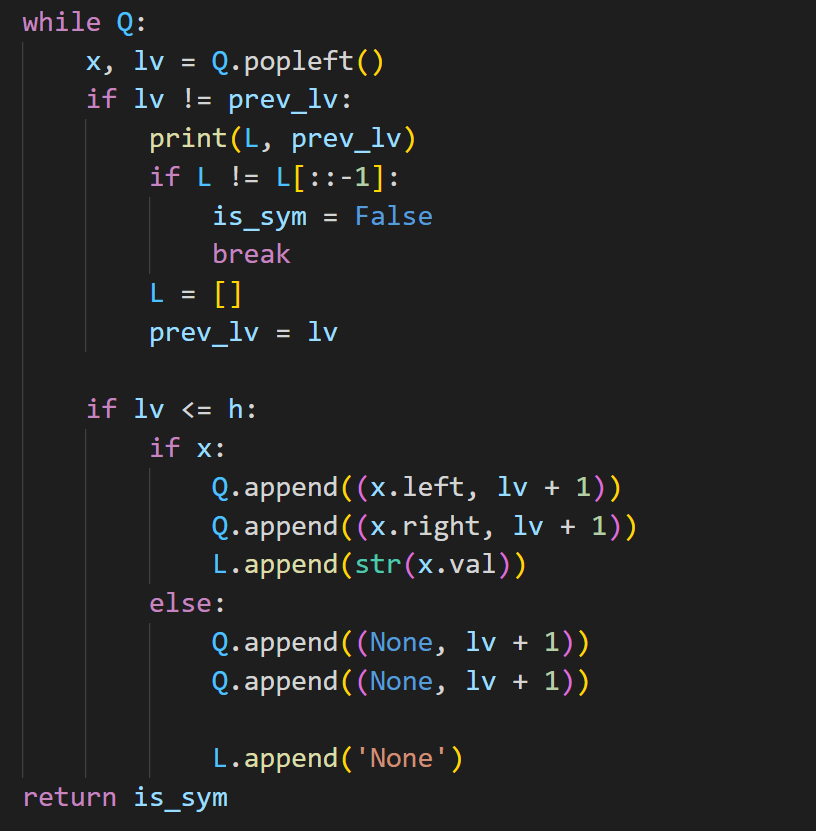 while Q:
    x, lv = Q.popleft()
    if lv != prev_lv:
        print(L, prev_lv)
        if L != L[::-1]:
            is_sym = False
            break
        L = []
        prev_lv = lv

    if lv <= h:
        if x:
            Q.append((x.left, lv + 1))
            Q.append((x.right, lv + 1))
            L.append(str(x.val))
        else:
            Q.append((None, lv + 1))
            Q.append((None, lv + 1))

            L.append('None')
return is_sym